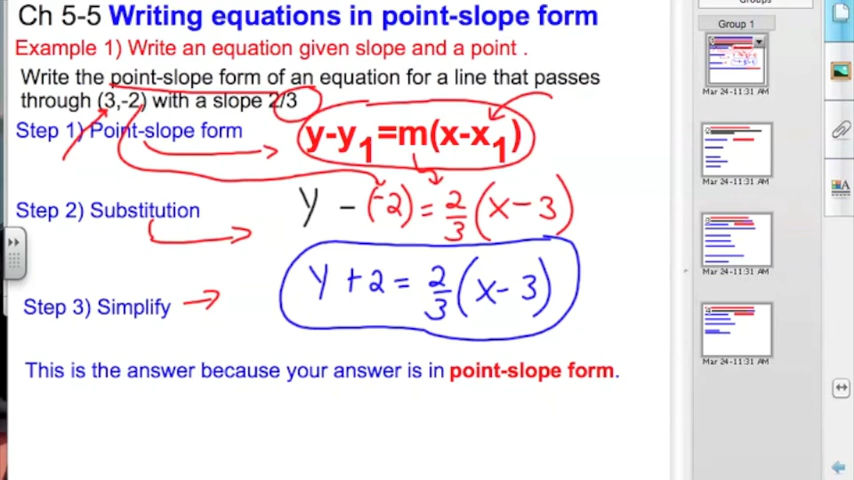 Ch 5-5 Writing equations in point-slope form
Example 1) Write an equation given slope and a point .
Write the point-slope form of an equation for a line that passes
through (3,-2) with a slope 2/3
Step 1) Point-slope form
y-y1=m(x-x1)
Step 2) Substitution
y - (-2) = 2/3 (x - 3)
Step 3) Simplify
y + 2 = 2/3 (x - 3)
This is the answer because your answer is in point-slope form.
Groups
Group 1
Mar 24-11:31 AM
Mar 24-11:31 AM
Mar 24-11:31 AM
Mar 24-11:31 AM